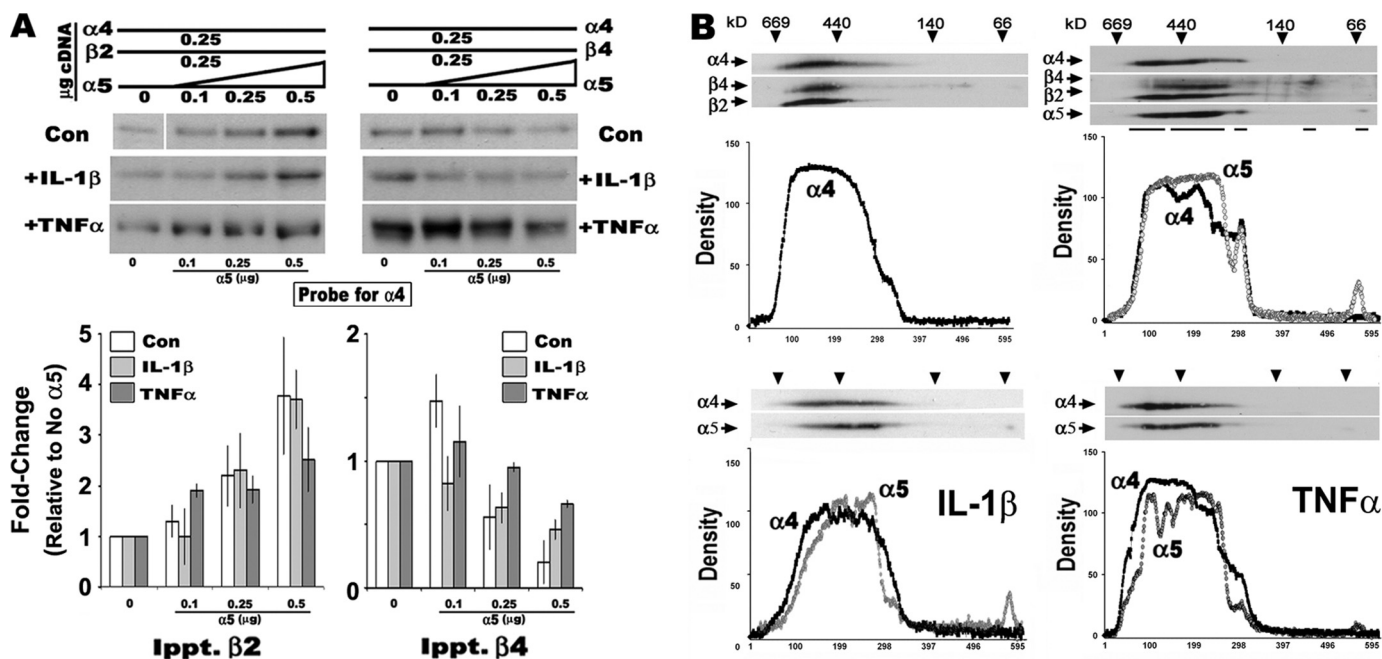 A
μg cDNA
α4
0.25
β2
0.25
α5
0 0.1 0.25 0.5
α4
0.25
β4
0.25
α5
0 0.1 0.25 0.5
Con
+IL-1β
+TNFα
Con
+IL-1β
+TNFα
0 0.1 0.25 0.5
α5 (μg)
0 0.1 0.25 0.5
α5 (μg)
Probe for α4
Fold-Change
(Relative to No α5)
5
4
3
2
1
0
Con
IL-1β
TNFα
0 0.1 0.25 0.5
α5 (μg)
Ippt. β2
2
1
0
Con
IL-1β
TNFα
0 0.1 0.25 0.5
α5 (μg)
Ippt. β4
B
kD 669 440 140 66
α4
β4
β2
Density
150
100
50
0
α4
1 100 199 298 397 496 595
kD 669 440 140 66
α4
β4
β2
α5
Density
150
100
50
0
α5
α4
1 100 199 298 397 496 595
α4
α5
Density
150
100
50
0
α4
α5
IL-1β
1 100 199 298 397 496 595
α4
α5
Density
150
100
50
0
α4
α5
TNFα
1 100 199 298 397 496 595